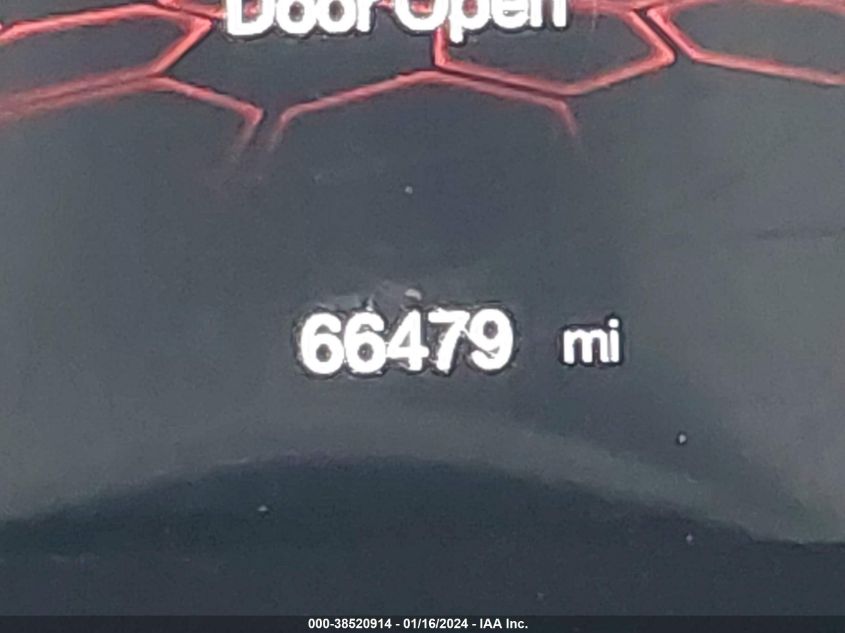 Door Open
66479 mi
000-38520914 - 01/16/2024 - IAA Inc.